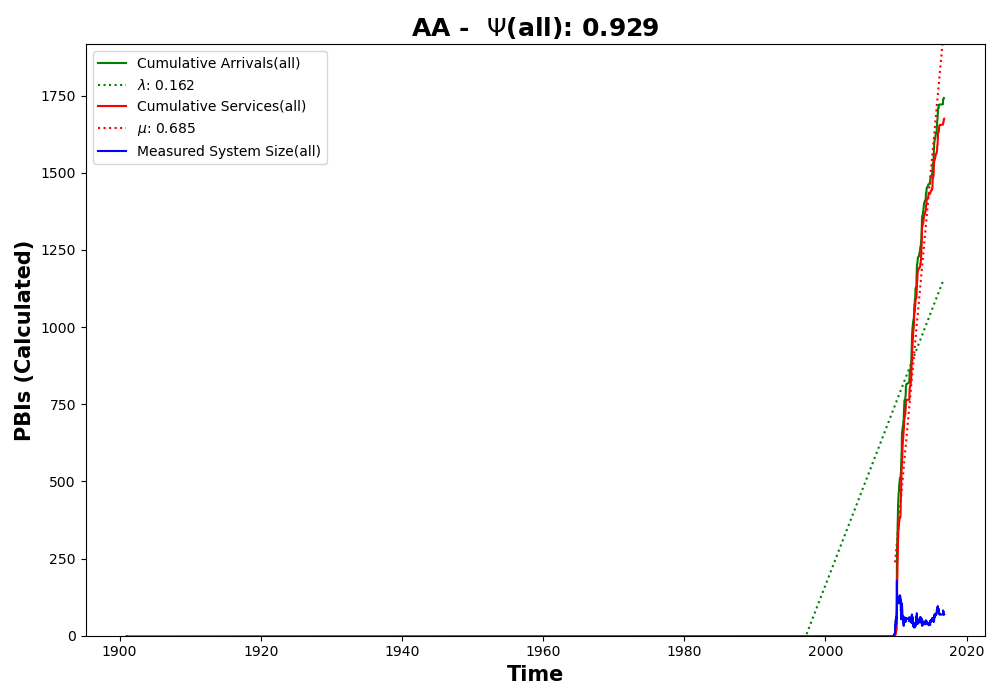 AA - Ψ(all): 0.929
Cumulative Arrivals(all)
λ: 0.162
Cumulative Services(all)
μ: 0.685
Measured System Size(all)
PBIs (Calculated)
1750
1500
1250
1000
750
500
250
0
1900 1920 1940 1960 1980 2000 2020
Time